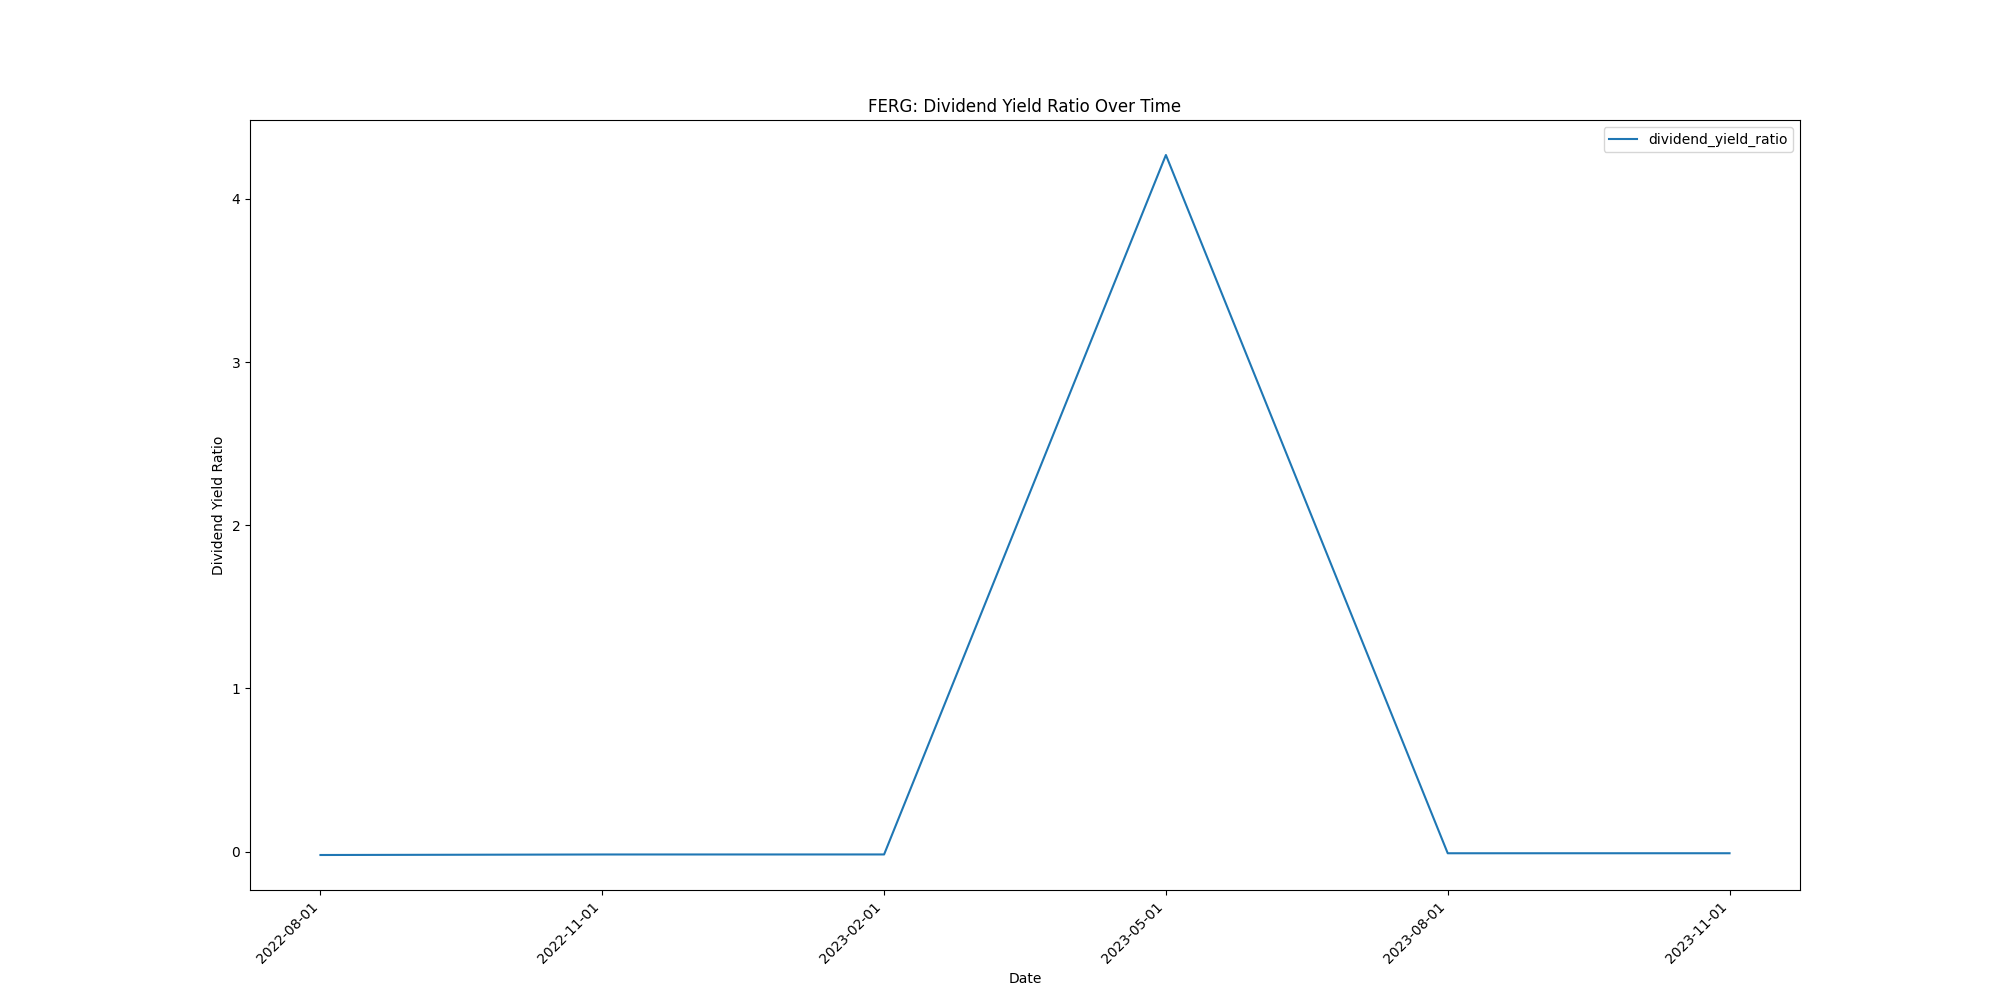 FERG: Dividend Yield Ratio Over Time
dividend_yield_ratio
Dividend Yield Ratio
4
3
2
1
0
2022-08-01
2022-11-01
2023-02-01
2023-05-01
2023-08-01
2023-11-01
Date